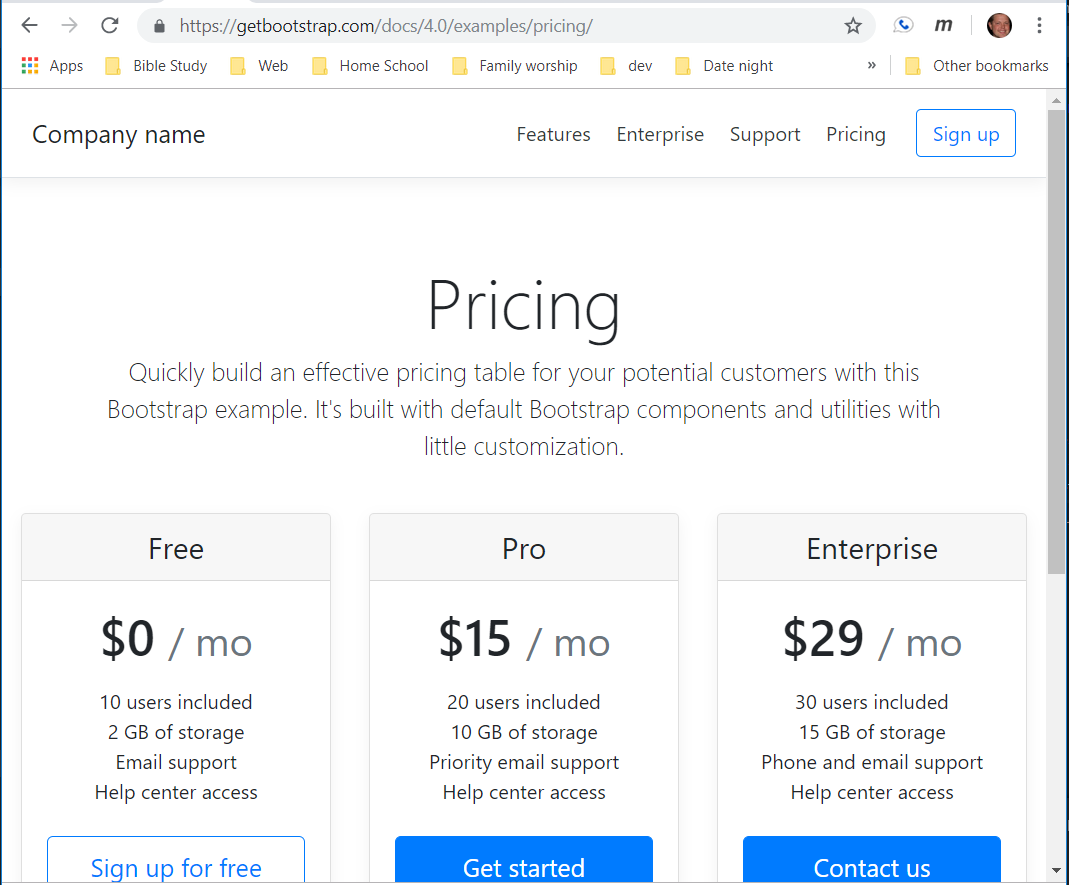 https://getbootstrap.com/docs/4.0/examples/pricing/
m
Apps Bible Study Web Home School Family worship dev Date night » Other bookmarks
Company name Features Enterprise Support Pricing Sign up
Pricing
Quickly build an effective pricing table for your potential customers with this
Bootstrap example. It's built with default Bootstrap components and utilities with
little customization.
Free
$0 / mo
10 users included
2 GB of storage
Email support
Help center access
Sign up for free
Pro
$15 / mo
20 users included
10 GB of storage
Priority email support
Help center access
Get started
Enterprise
$29 / mo
30 users included
15 GB of storage
Phone and email support
Help center access
Contact us